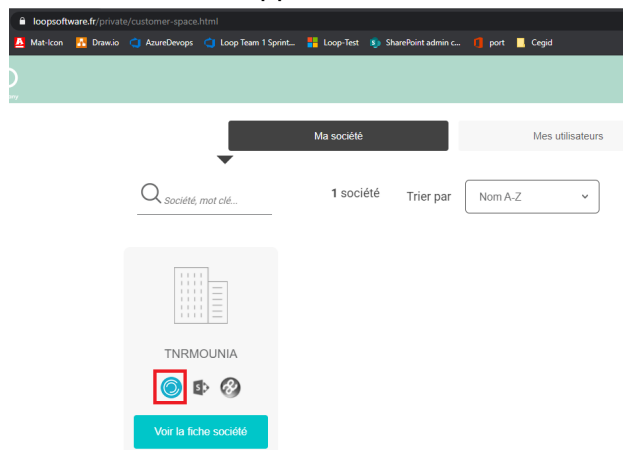 loopsoftware.fr/private/customer-space.html
Mat-Icon Draw.io AzureDevops Loop Team 1 Sprint... Loop-Test SharePoint admin c... port Cegid
Ma société Mes utilisateurs
Société, mot clé... 1 société Trier par Nom A-Z
TNRMOUNIA
Voir la fiche société